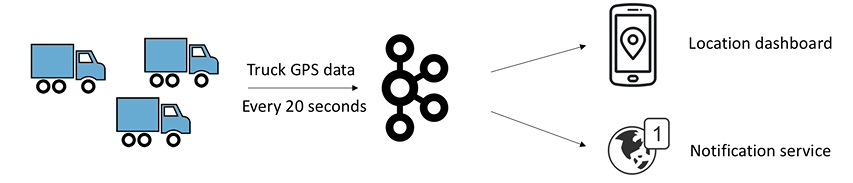 Truck GPS data
Every 20 seconds
Location dashboard
1
Notification service